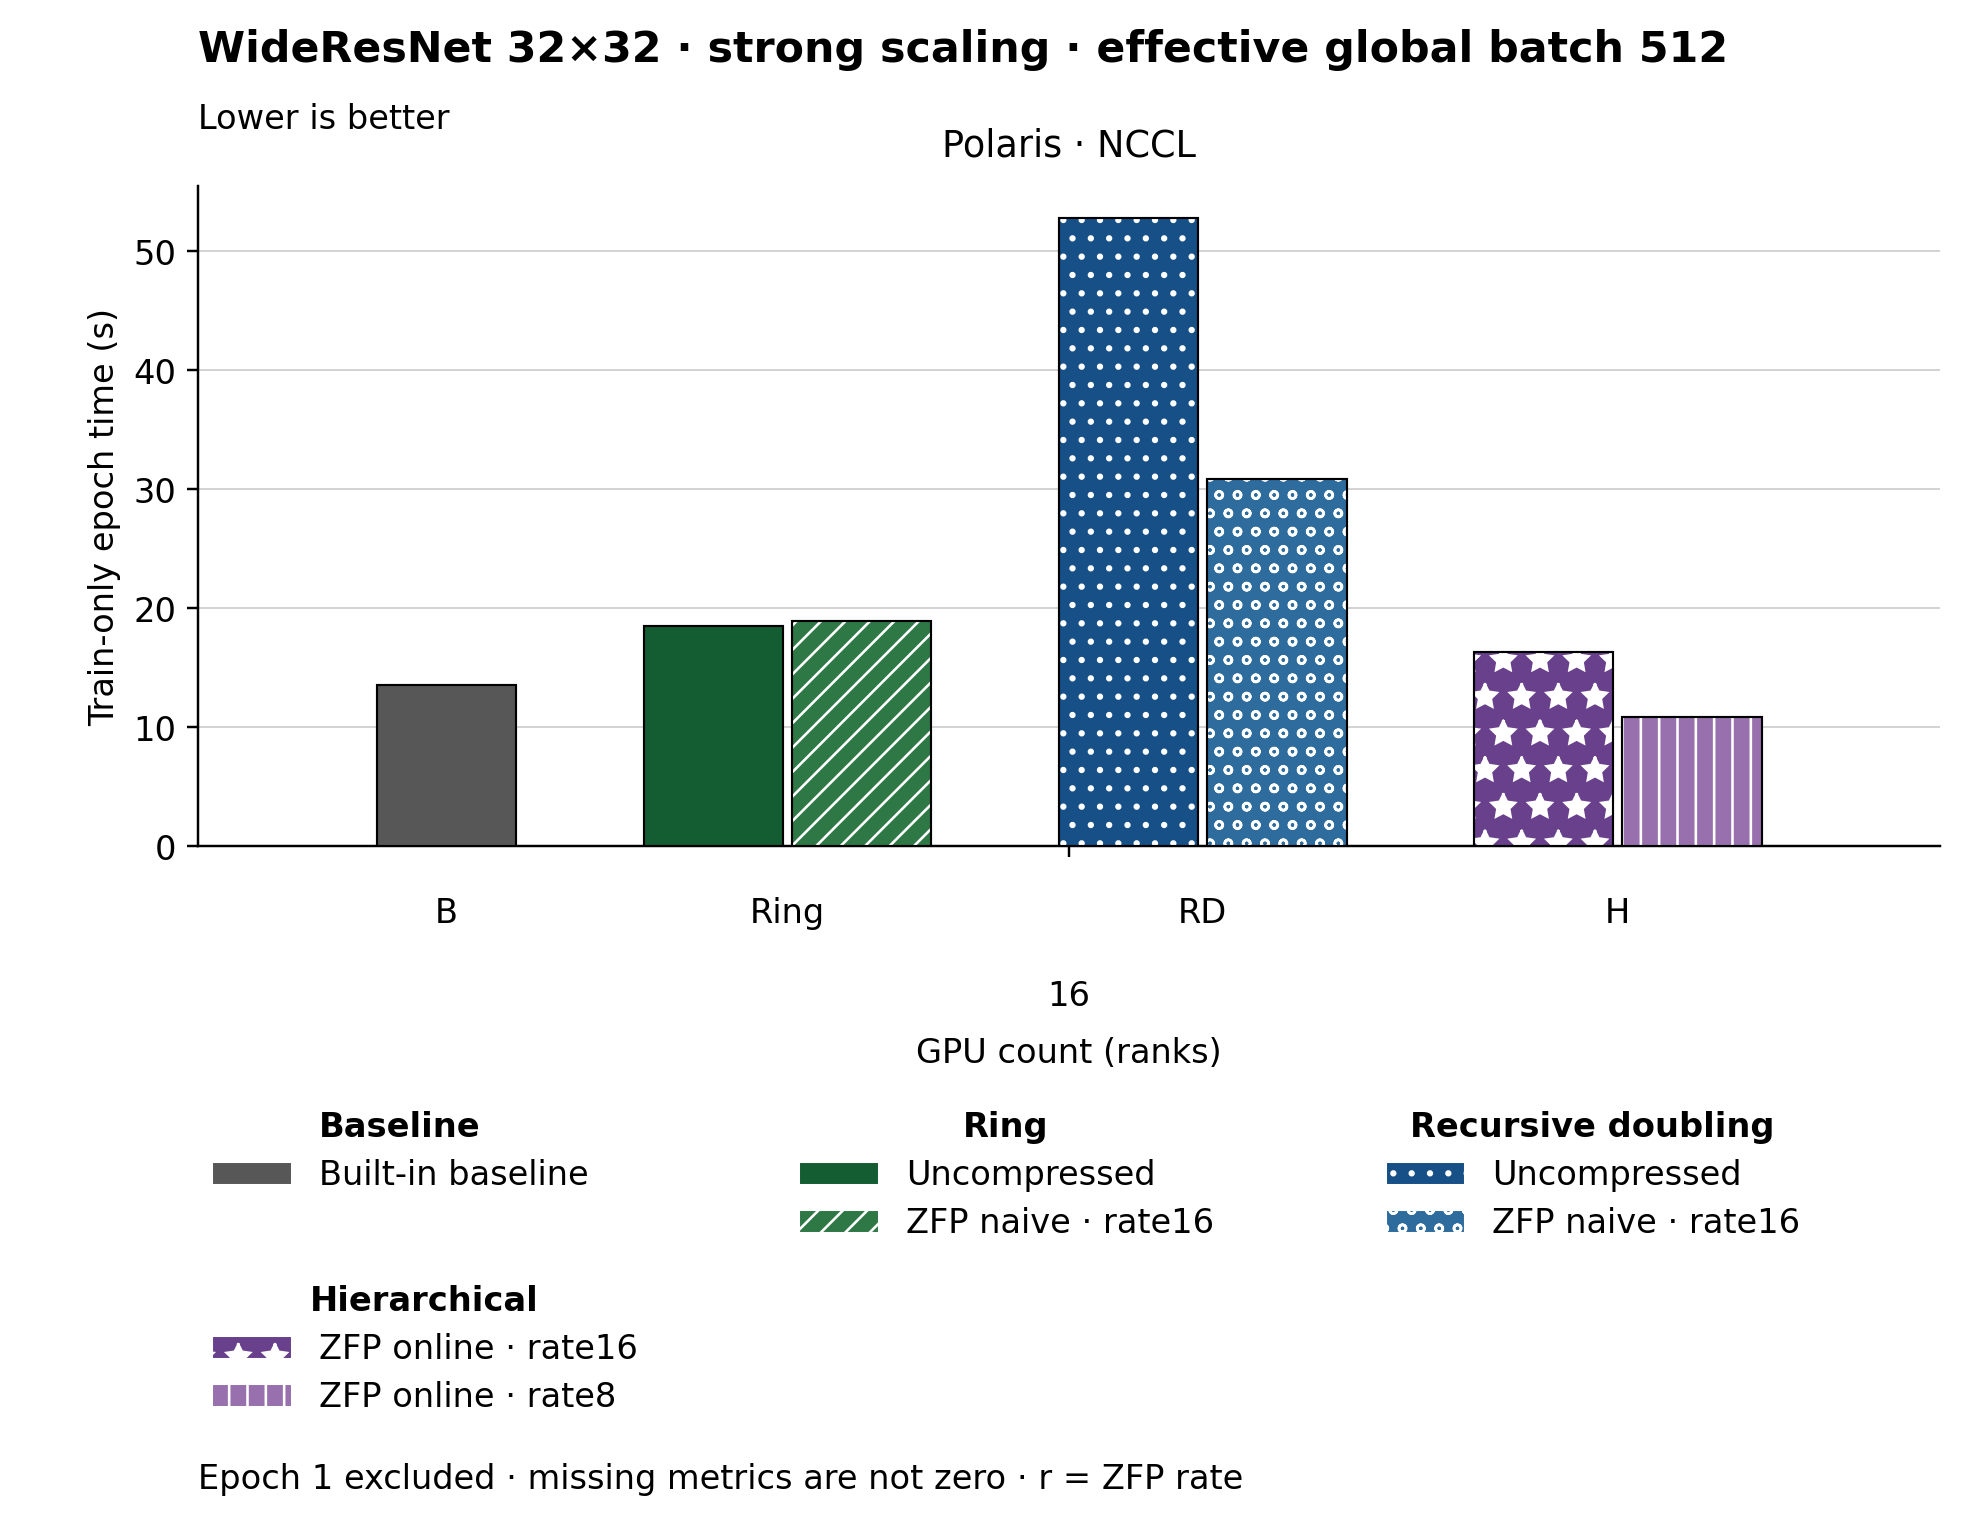 WideResNet 32×32 · strong scaling · effective global batch 512
Lower is better
Polaris · NCCL
Train-only epoch time (s)
50
40
30
20
10
0
B Ring RD H
16
GPU count (ranks)
Baseline Ring Recursive doubling
Built-in baseline Uncompressed Uncompressed
ZFP naive · rate16 ZFP naive · rate16
Hierarchical
ZFP online · rate16
ZFP online · rate8
Epoch 1 excluded · missing metrics are not zero · r = ZFP rate